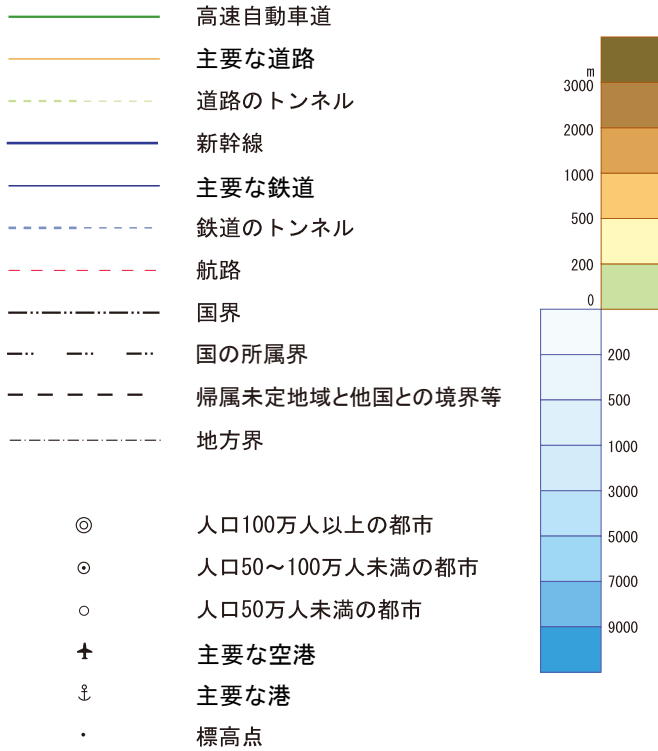 高速自動車道
主要な道路
道路のトンネル
新幹線
主要な鉄道
鉄道のトンネル
航路
国界
国の所属界
帰属未定地域と他国との境界等
地方界
人口100万人以上の都市
人口50～100万人未満の都市
人口50万人未満の都市
主要な空港
主要な港
標高点
m
3000
2000
1000
500
200
0
200
500
1000
3000
5000
7000
9000